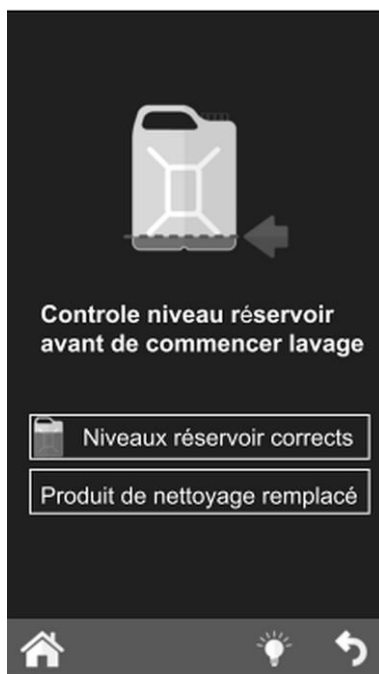 Controle niveau réservoir
avant de commencer lavage
Niveaux réservoir corrects
Produit de nettoyage remplacé